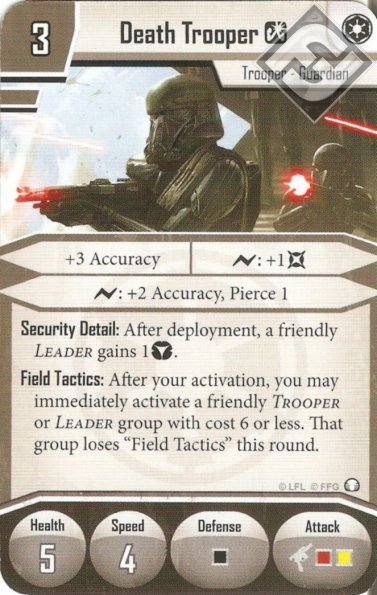 3
Death Trooper
Trooper - Guardian
+3 Accuracy
: +1
: +2 Accuracy, Pierce 1
Security Detail: After deployment, a friendly
LEADER gains 1 .
Field Tactics: After your activation, you may
immediately activate a friendly TROOPER
or LEADER group with cost 6 or less. That
group loses “Field Tactics” this round.
© LFL © FFG
Health
Speed
Defense
Attack
5
4